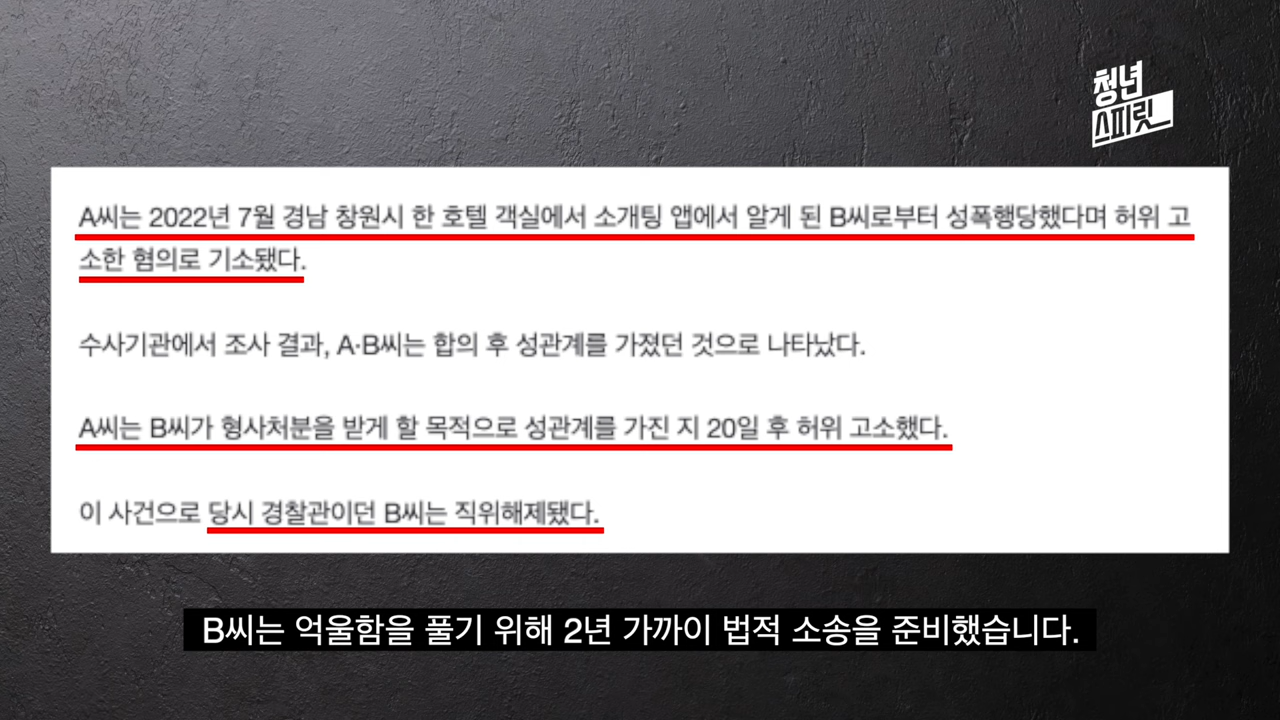 청년
스피릿
A씨는 2022년 7월 경남 창원시 한 호텔 객실에서 소개팅 앱에서 알게 된 B씨로부터 성폭행당했다며 허위 고
소한 혐의로 기소됐다.
수사기관에서 조사 결과, A·B씨는 합의 후 성관계를 가졌던 것으로 나타났다.
A씨는 B씨가 형사처분을 받게 할 목적으로 성관계를 가진 지 20일 후 허위 고소했다.
이 사건으로 당시 경찰관이던 B씨는 직위해제됐다.
B씨는 억울함을 풀기 위해 2년 가까이 법적 소송을 준비했습니다.